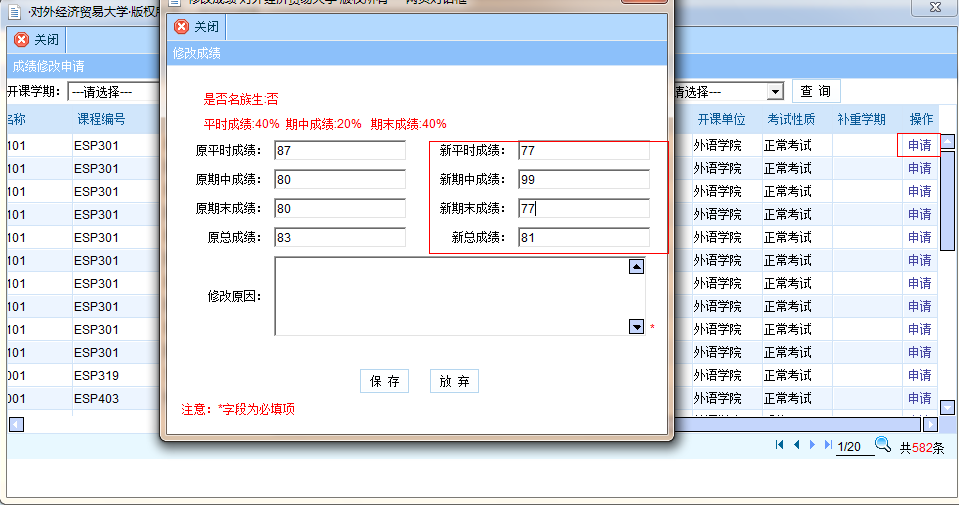 ·对外经济贸易大学·版权所
关闭
成绩修改申请
开课学期: ---请选择---
请选择--- 查 询
名称 课程编号 开课单位 考试性质 补重学期 操作
101 ESP301 外语学院 正常考试 申请
101 ESP301 外语学院 正常考试 申请
101 ESP301 外语学院 正常考试 申请
101 ESP301 外语学院 正常考试 申请
101 ESP301 外语学院 正常考试 申请
101 ESP301 外语学院 正常考试 申请
101 ESP301 外语学院 正常考试 申请
101 ESP301 外语学院 正常考试 申请
101 ESP301 外语学院 正常考试 申请
101 ESP301 外语学院 正常考试 申请
001 ESP319 外语学院 正常考试 申请
001 ESP403 外语学院 正常考试 申请
1/20 共582条
修改成绩·对外经济贸易大学·版权所有 -- 网页对话框
关闭
修改成绩
是否名族生:否
平时成绩:40% 期中成绩:20% 期末成绩:40%
原平时成绩: 87 新平时成绩: 77
原期中成绩: 80 新期中成绩: 99
原期末成绩: 80 新期末成绩: 77
原总成绩: 83 新总成绩: 81
修改原因: *
保 存 放 弃
注意: *字段为必填项